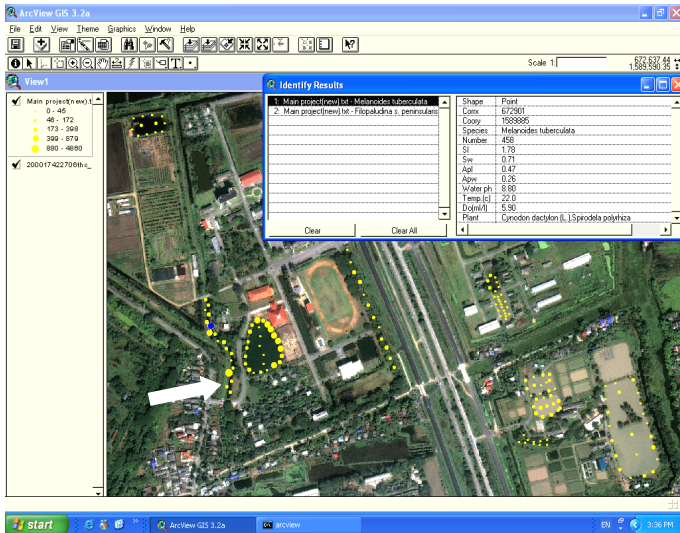 ArcView GIS 3.2a
File Edit View Theme Graphics Window Help
Scale 1:
672,637.44
1,589,590.35
View1
Main project(new).t
0 - 45
46 - 172
173 - 398
399 - 879
880 - 4860
200017422706thc_
Identify Results
1: Main project(new).txt - Melanoides tuberculata
2: Main project(new).txt - Filopaludina s. peninsularis
Clear Clear All
Shape Point
Corrx 672901
Coory 1589885
Species Melanoides tuberculata
Number 458
Sl 1.78
Sw 0.71
Apl 0.47
Apw 0.26
Water ph 8.80
Temp.(c) 22.0
Do(ml/l) 5.90
Plant Cynodon dactylon (L.),Spirodela polyrhiza
start
ArcView GIS 3.2a
arcview
EN
3:36 PM